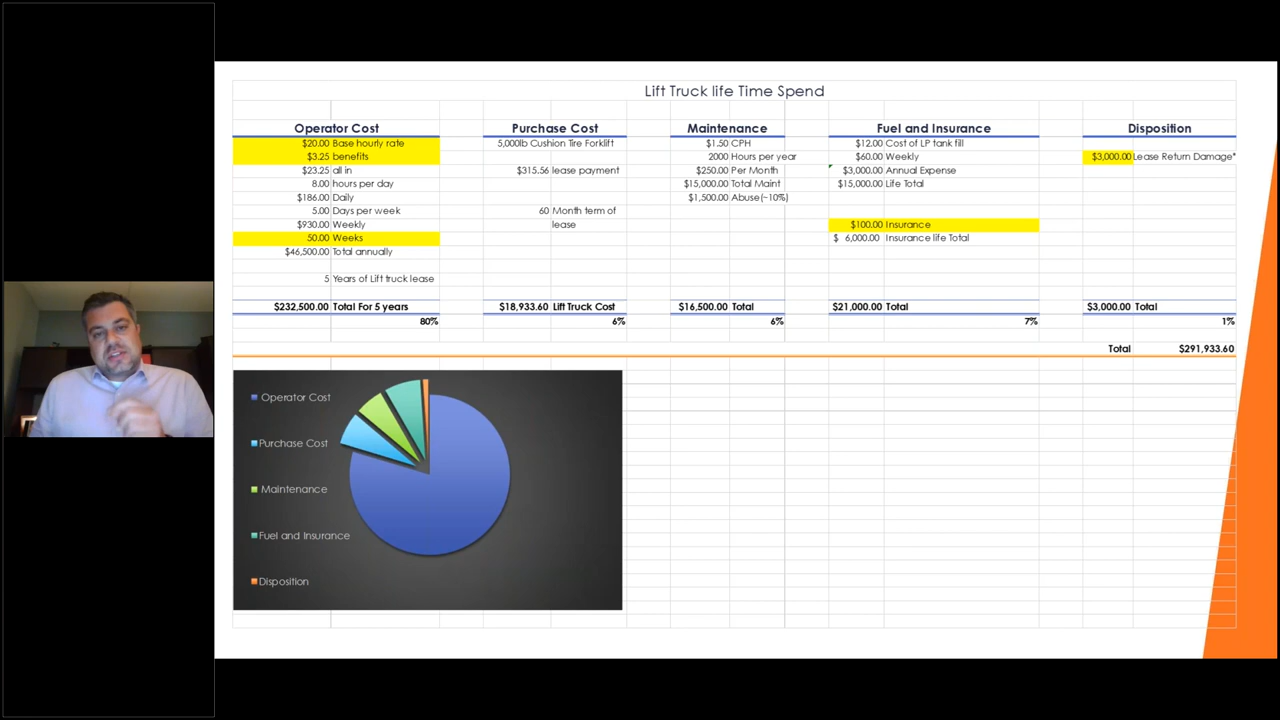 Lift Truck life Time Spend
Operator Cost
$20.00 Base hourly rate
$3.25 benefits
$23.25 all in
8.00 hours per day
$186.00 Daily
5.00 Days per week
$930.00 Weekly
50.00 Weeks
$46,500.00 Total annually
5 Years of Lift truck lease
$232,500.00 Total For 5 years
80%
Purchase Cost
5,000lb Cushion Tire Forklift
$315.56 lease payment
60 Month term of
lease
$18,933.60 Lift Truck Cost
6%
Maintenance
$1.50 CPH
2000 Hours per year
$250.00 Per Month
$15,000.00 Total Maint
$1,500.00 Abuse(~10%)
$16,500.00 Total
6%
Fuel and Insurance
$12.00 Cost of LP tank fill
$60.00 Weekly
$3,000.00 Annual Expense
$15,000.00 Life Total
$100.00 Insurance
$ 6,000.00 Insurance life Total
$21,000.00 Total
7%
Disposition
$3,000.00 Lease Return Damage*
$3,000.00 Total
1%
Total $291,933.60
Operator Cost
Purchase Cost
Maintenance
Fuel and Insurance
Disposition